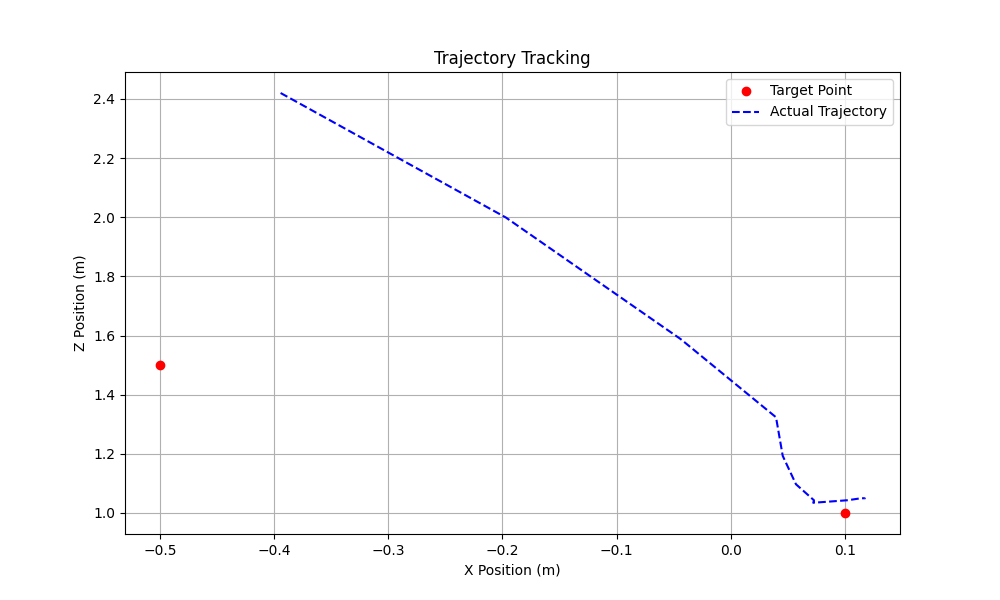 Trajectory Tracking
Target Point
Actual Trajectory
Z Position (m)
2.4
2.2
2.0
1.8
1.6
1.4
1.2
1.0
−0.5 −0.4 −0.3 −0.2 −0.1 0.0 0.1
X Position (m)